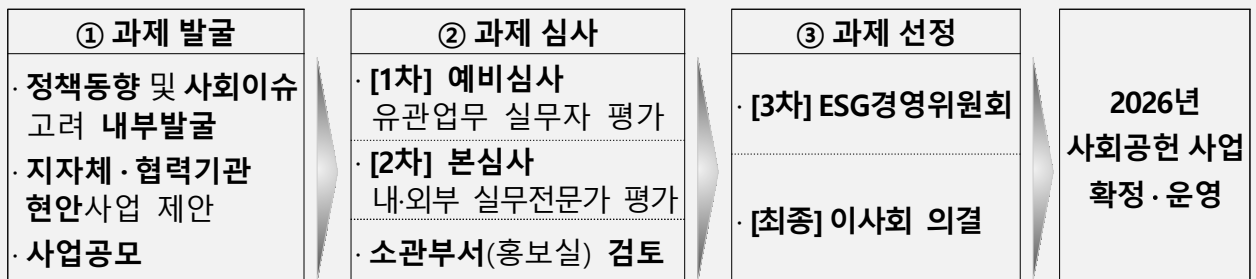 ① 과제 발굴
· 정책동향 및 사회이슈
고려 내부발굴
· 지자체 · 협력기관
현안사업 제안
· 사업공모
② 과제 심사
· [1차] 예비심사
유관업무 실무자 평가
· [2차] 본심사
내·외부 실무전문가 평가
· 소관부서(홍보실) 검토
③ 과제 선정
· [3차] ESG경영위원회
· [최종] 이사회 의결
2026년
사회공헌 사업
확정 · 운영